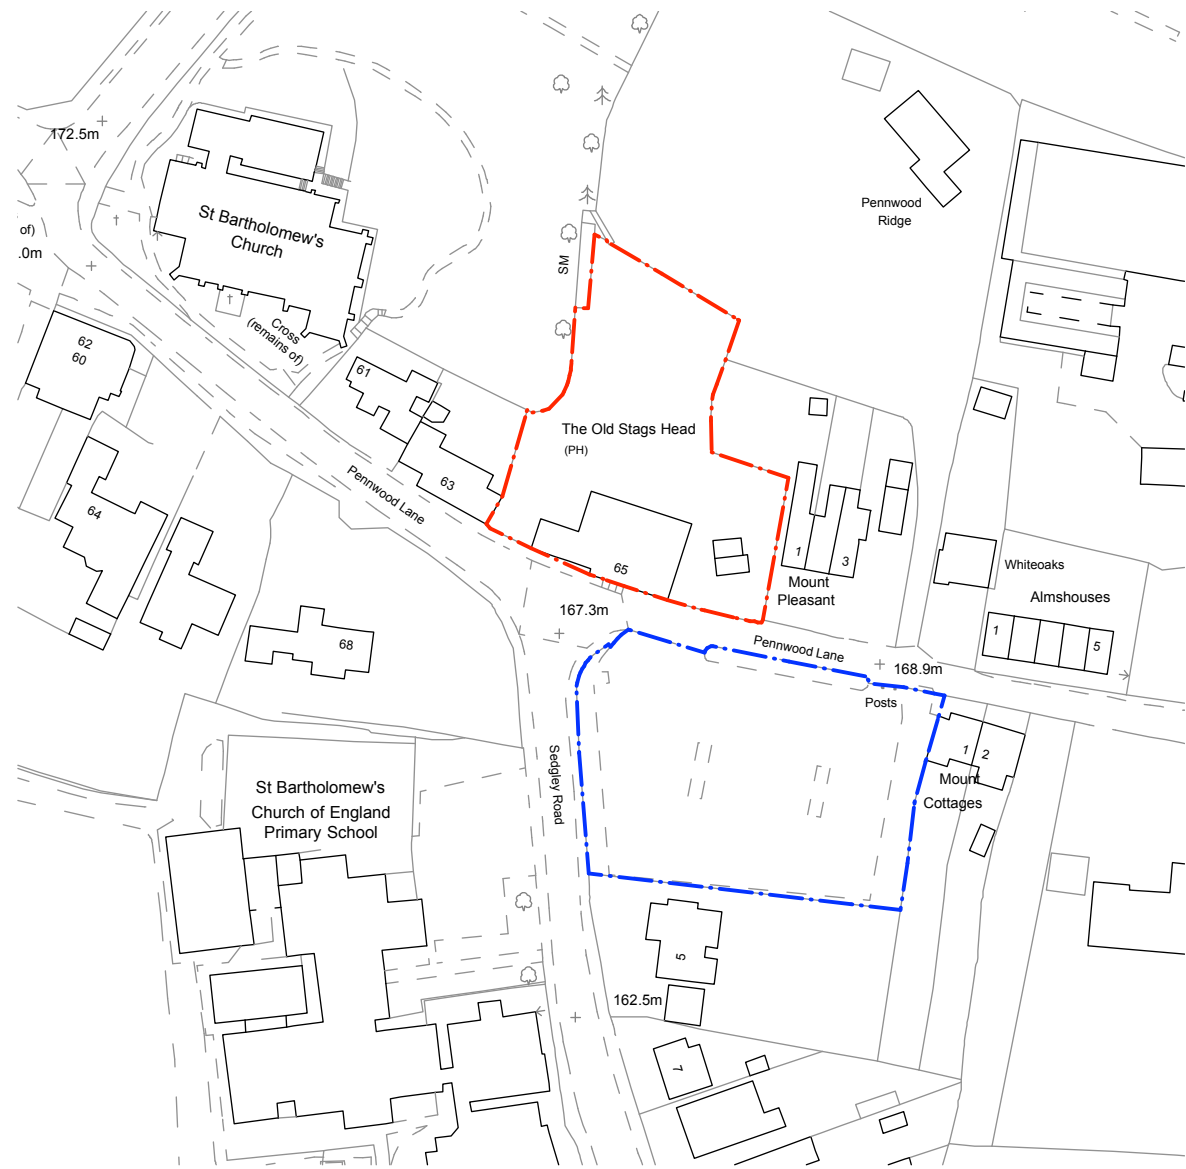 172.5m
of)
.0m
St Bartholomew's
Church
Cross
(remains of)
SM
Pennwood
Ridge
62
60
61
63
64
Pennwood Lane
The Old Stags Head
(PH)
65
1
3
Mount
Pleasant
Whiteoaks
Almshouses
1
5
167.3m
68
Pennwood Lane
168.9m
Posts
1
2
Mount
Cottages
Sedgley Road
St Bartholomew's
Church of England
Primary School
5
162.5m
7